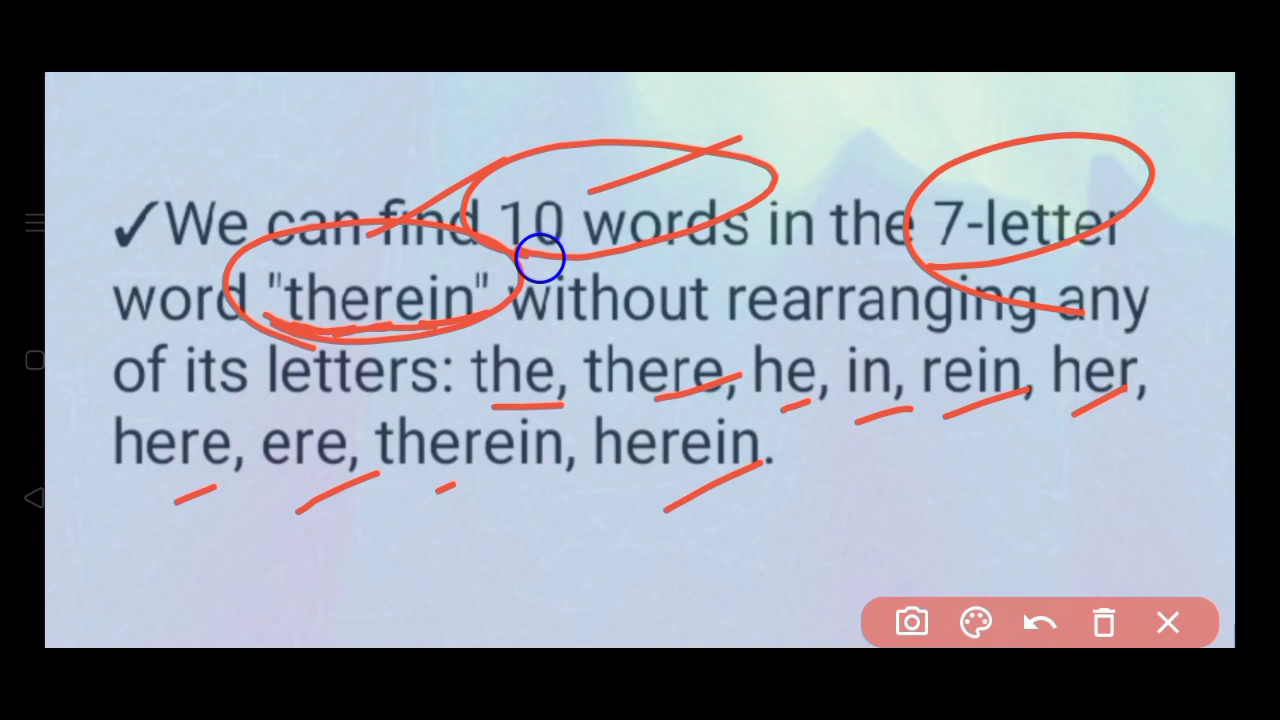 ✓We can find 10 words in the 7-letter
word "therein" without rearranging any
of its letters: the, there, he, in, rein, her,
here, ere, therein, herein.